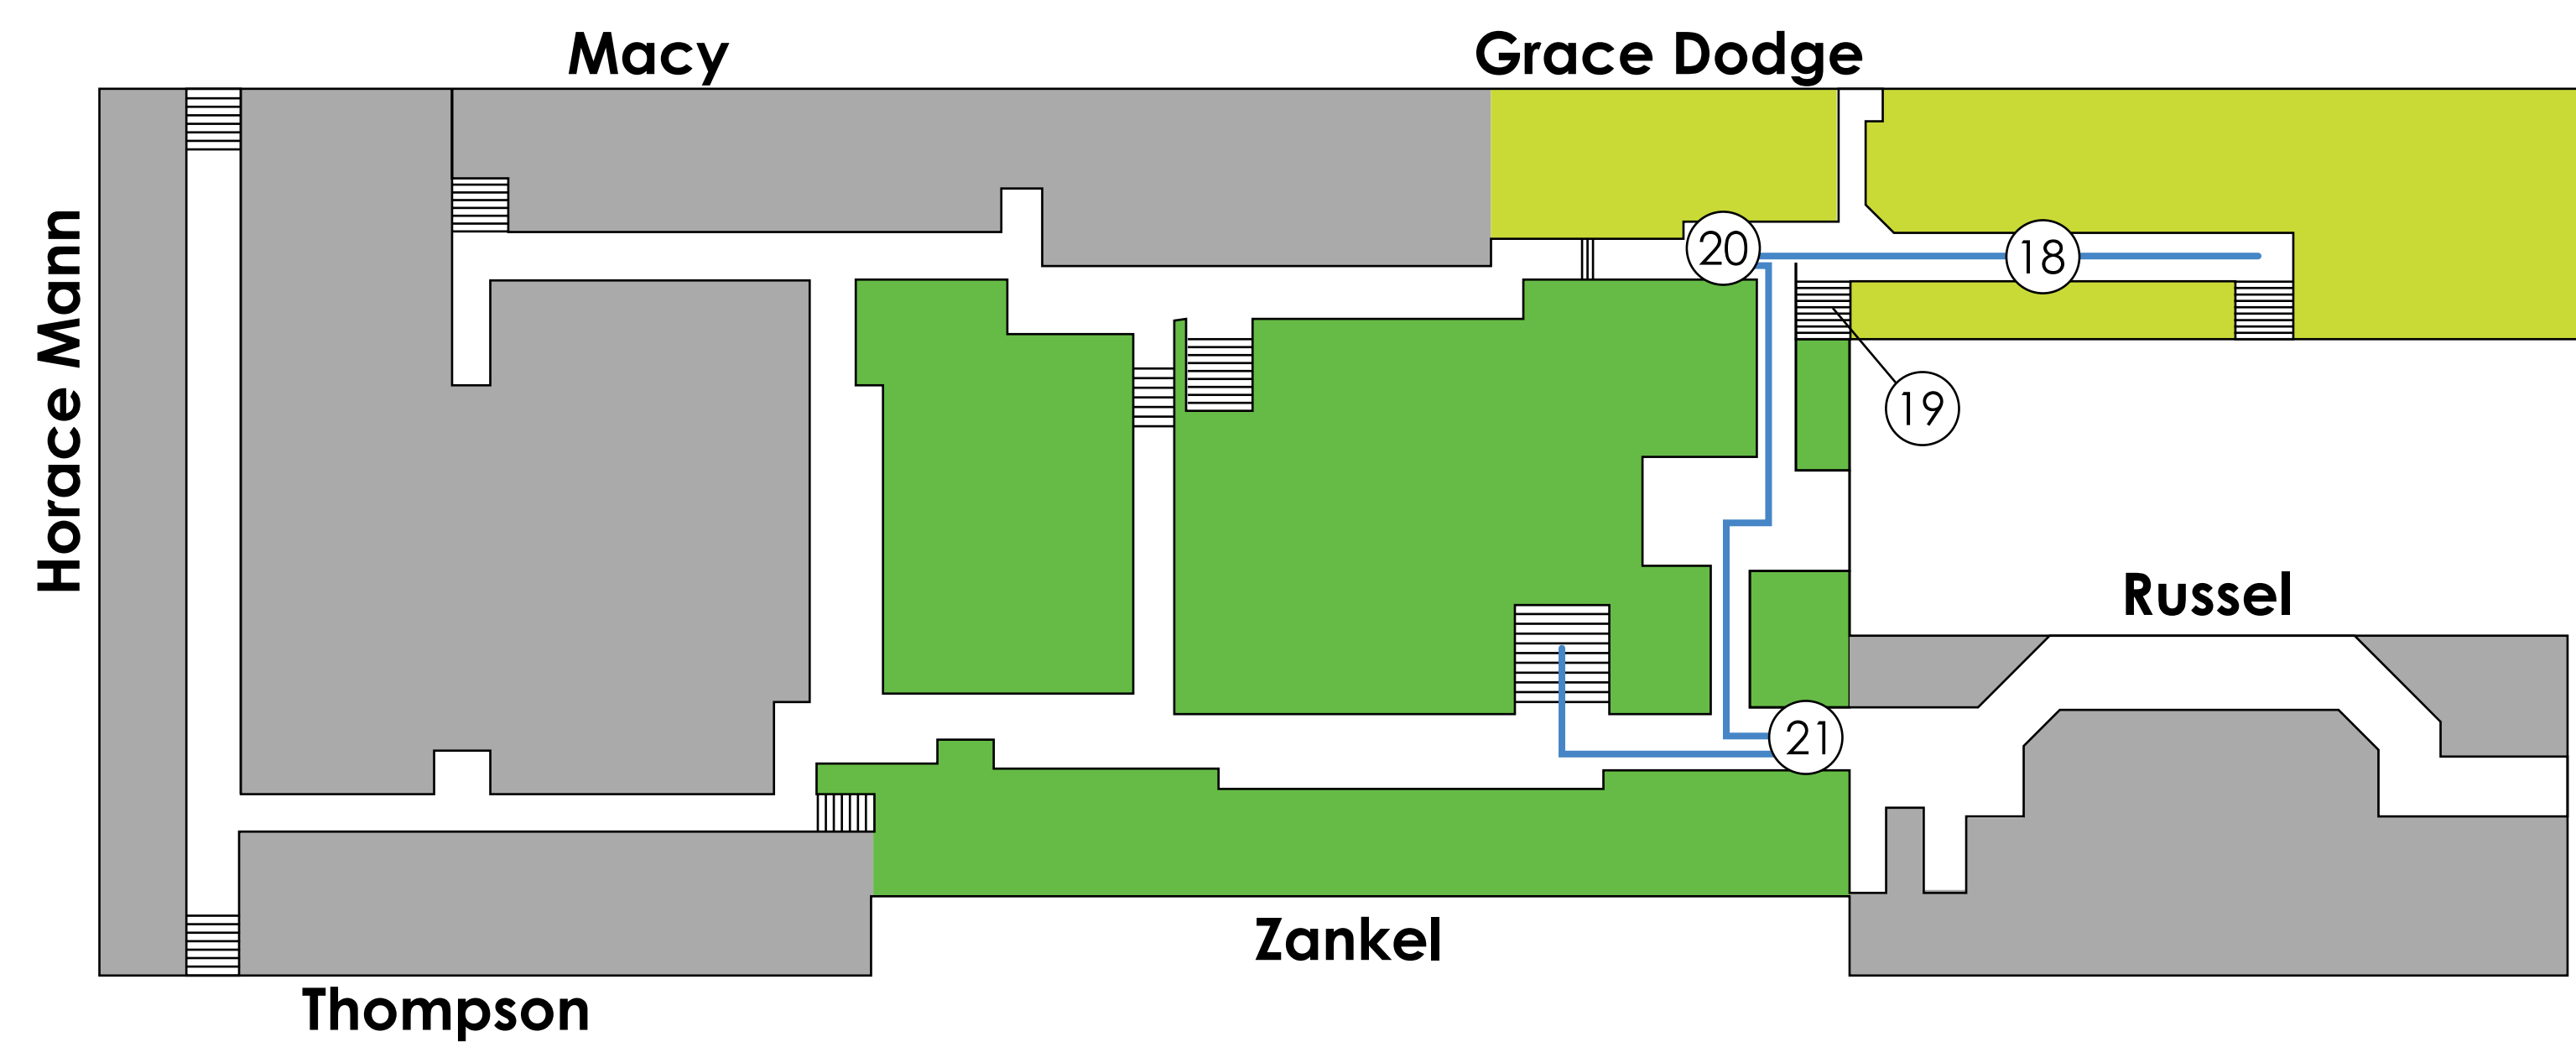 Macy
Grace Dodge
Horace Mann
20
18
19
Russel
21
Zankel
Thompson